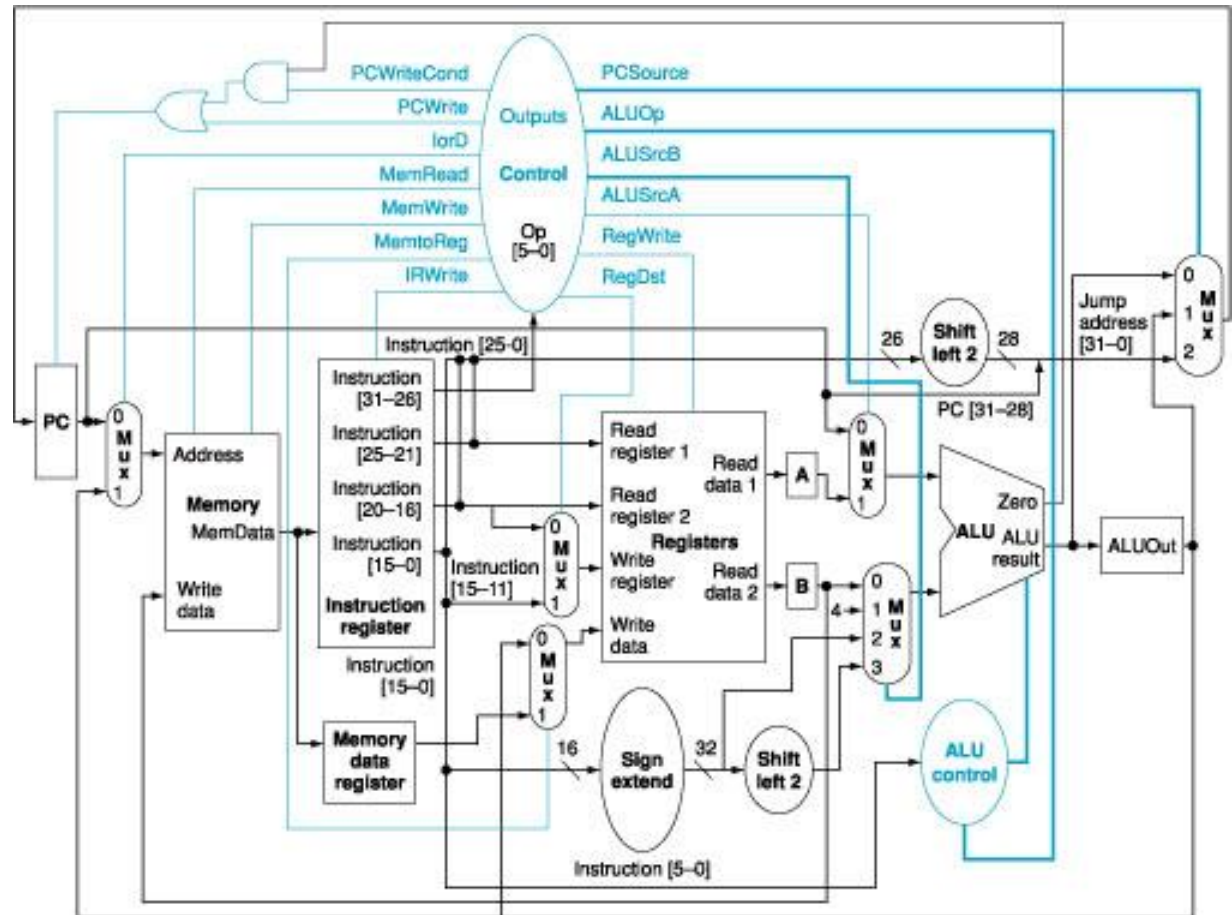 PCWriteCond
PCWrite
IorD
MemRead
MemWrite
MemtoReg
IRWrite
Outputs
Control
Op
[5–0]
PCSource
ALUOp
ALUSrcB
ALUSrcA
RegWrite
RegDst
PC
0
M
u
x
1
Address
Memory
MemData
Write
data
Instruction [25–0]
Instruction
[31–26]
Instruction
[25–21]
Instruction
[20–16]
Instruction
[15–0]
Instruction
register
Instruction
[15–0]
Memory
data
register
Instruction
[15–11]
0
M
u
x
1
0
M
u
x
1
Read
register 1
Read
register 2
Registers
Write
register
Write
data
Read
data 1
Read
data 2
A
B
0
M
u
x
1
4
0
1
2
3
M
u
x
16
Sign
extend
32
Shift
left 2
Instruction [5–0]
26
Shift
left 2
28
PC [31–28]
Jump
address
[31–0]
0
1
2
M
u
x
Zero
ALU
ALU
result
ALUOut
ALU
control